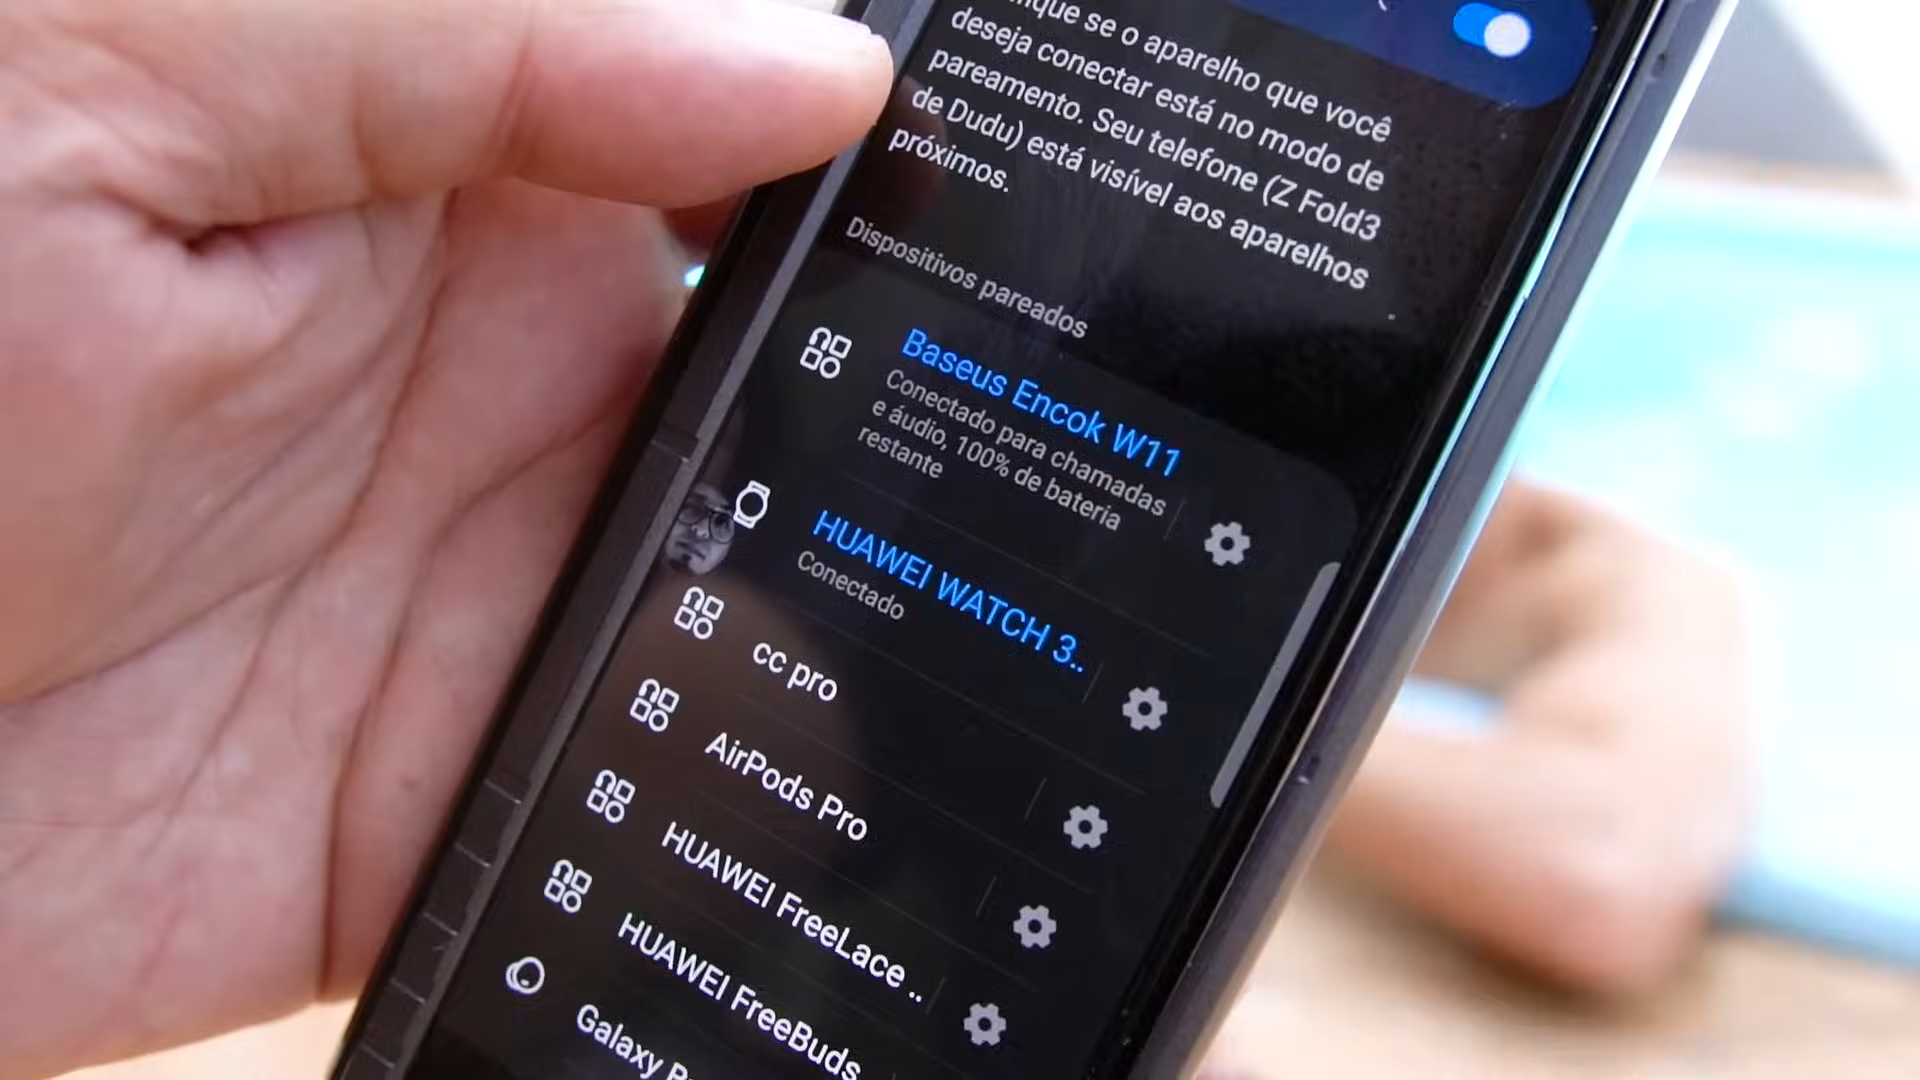 se o aparelho que você
deseja conectar está no modo de
pareamento. Seu telefone (Z Fold3
de Dudu) está visível aos aparelhos
próximos.
Dispositivos pareados
Baseus Encok W11
Conectado para chamadas
e áudio, 100% de bateria
restante
HUAWEI WATCH 3..
Conectado
cc pro
AirPods Pro
HUAWEI FreeLace ..
HUAWEI FreeBuds
Galaxy